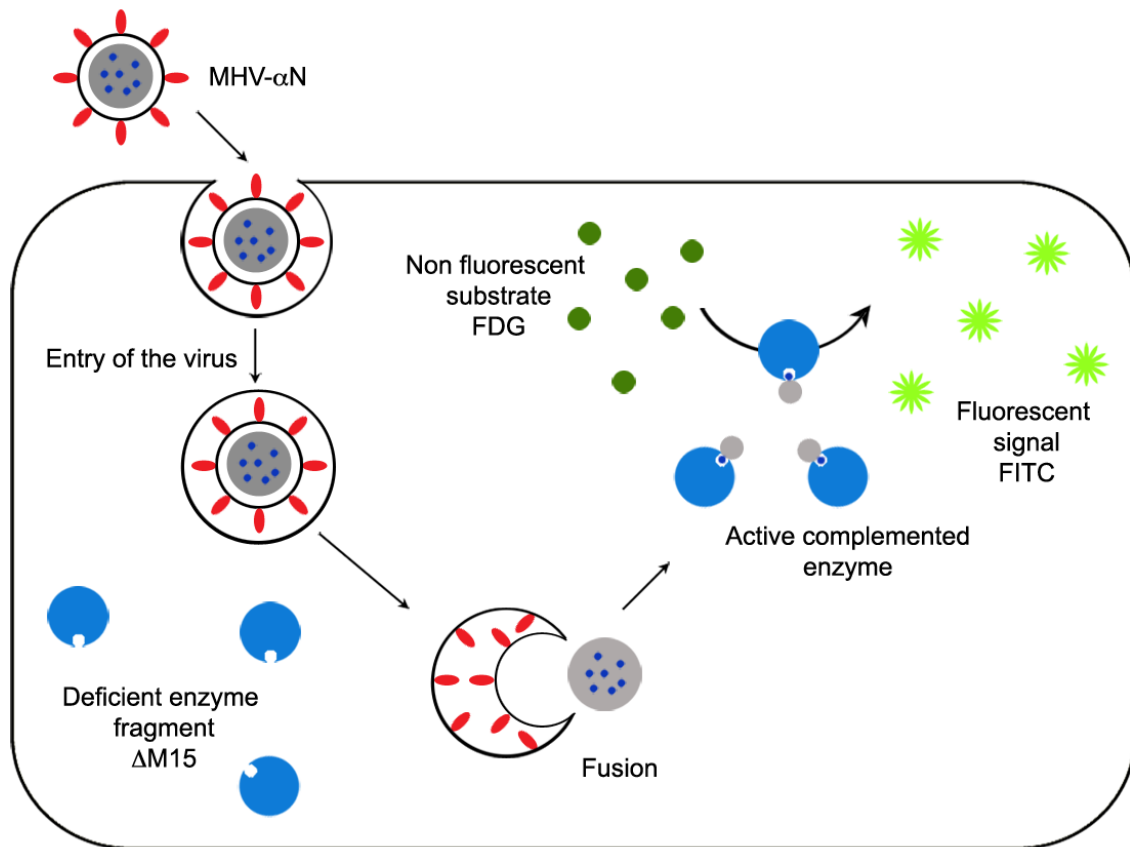 MHV-αN
Non fluorescent
substrate
FDG
Entry of the virus
Fluorescent
signal
FITC
Active complemented
enzyme
Deficient enzyme
fragment
ΔM15
Fusion